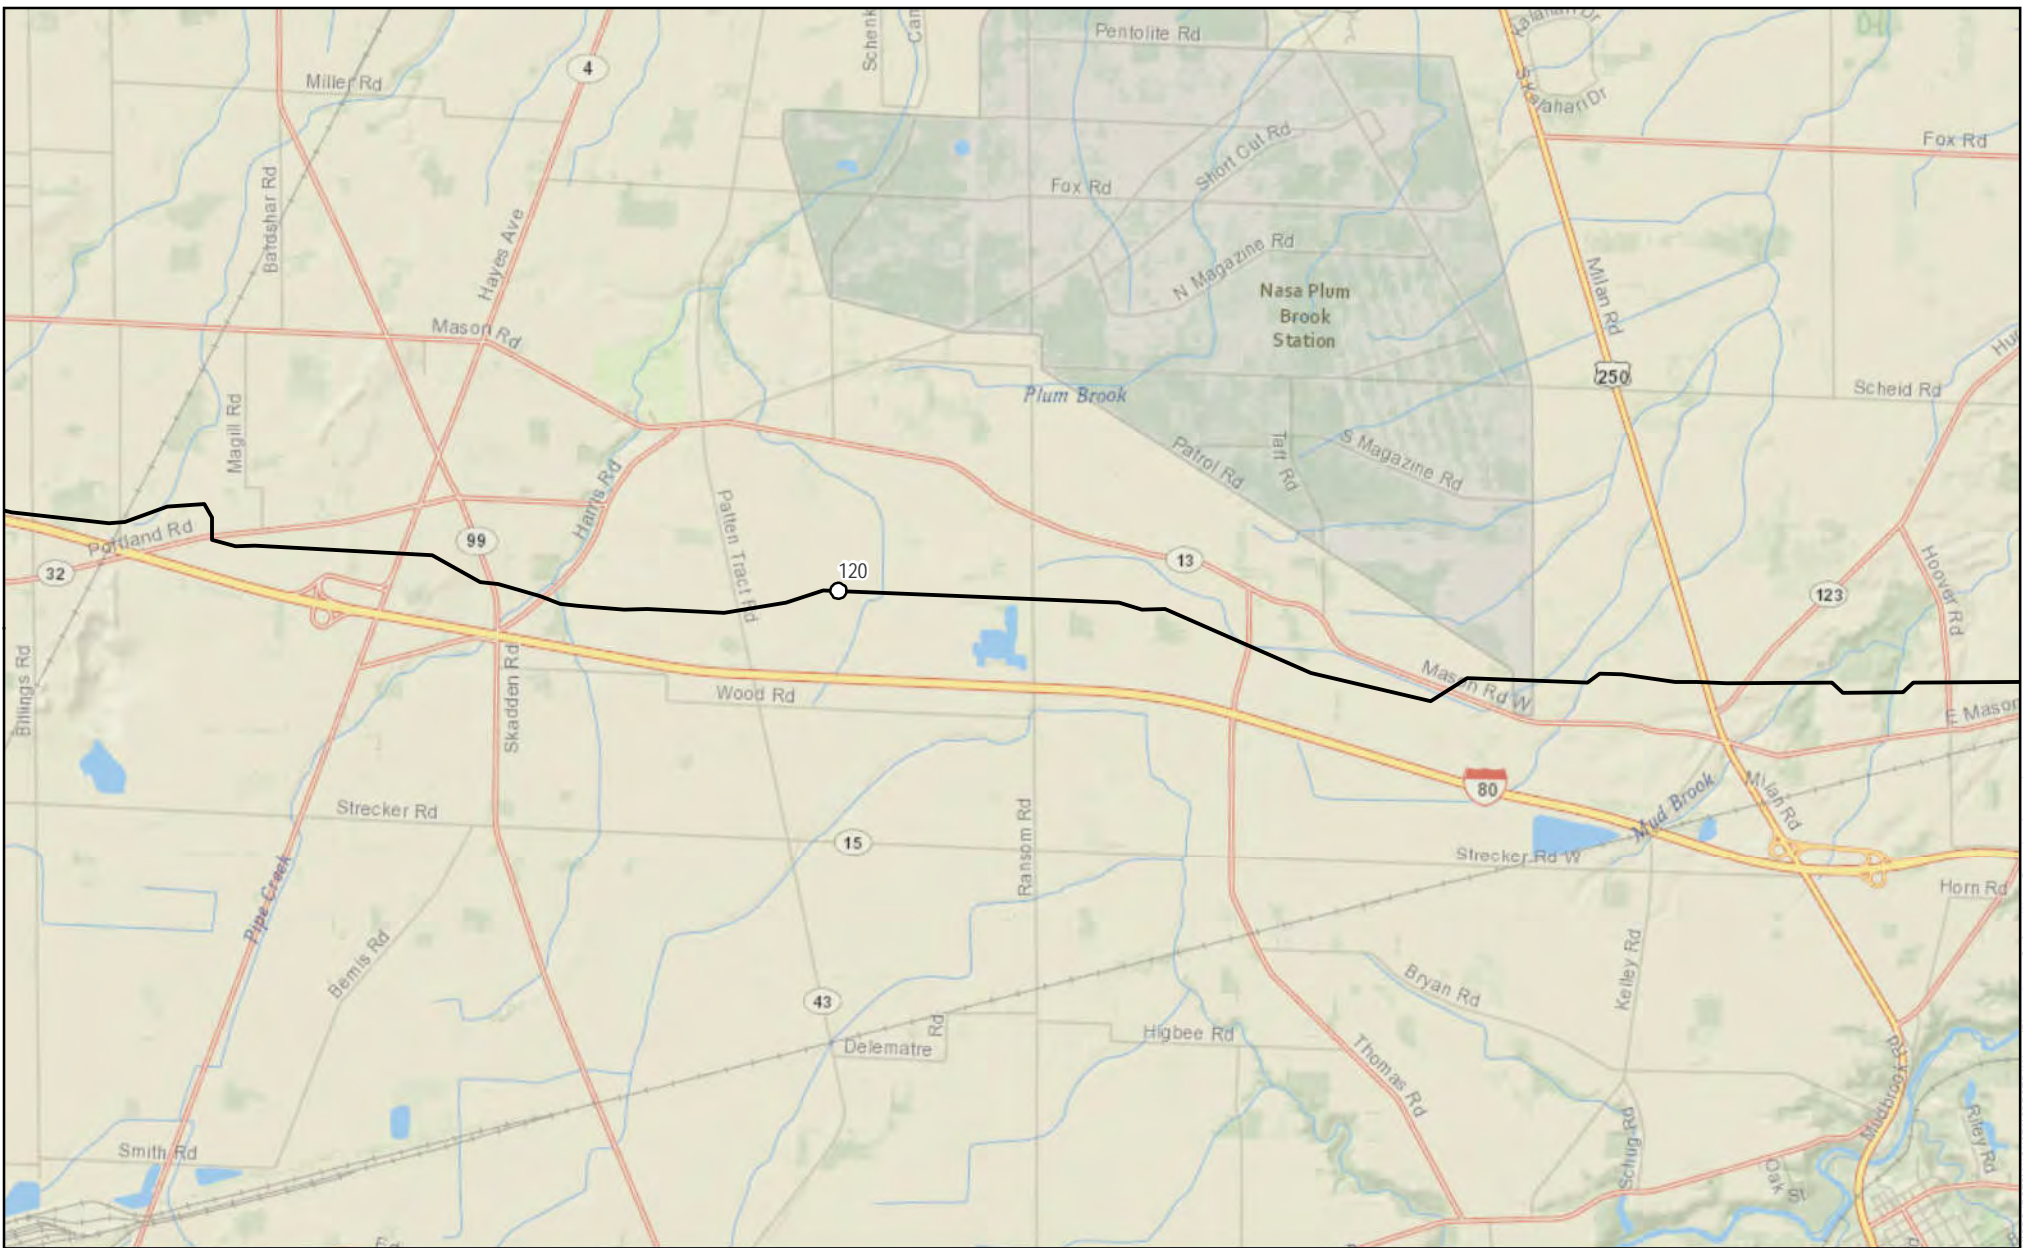 Pentolite Rd
Schenk
Can
Kalahari Dr
S Kalahari Dr
Miller Rd
4
Fox Rd
Short Cut Rd
Fox Rd
Bardshar Rd
Hayes Ave
N Magazine Rd
Nasa Plum
Brook
Station
Milan Rd
Mason Rd
250
Scheid Rd
Plum Brook
Magill Rd
Patrol Rd
Taft Rd
S Magazine Rd
Harris Rd
Patten Tract Rd
Portland Rd
99
32
120
13
123
Hoover Rd
Billings Rd
Skadden Rd
Wood Rd
Mason Rd W
E Mason
80
Mud Brook
Milan Rd
Strecker Rd
15
Ransom Rd
Strecker Rd W
Horn Rd
Pipe Creek
Bemis Rd
43
Delematre
Rd
Higbee Rd
Bryan Rd
Kelley Rd
Thomas Rd
Mudbrook Rd
Schug Rd
Riley Rd
Oak St
Smith Rd